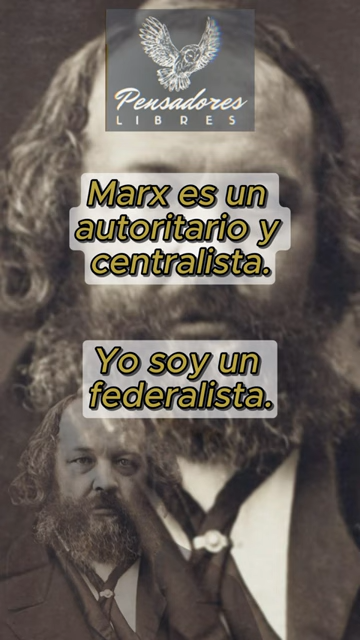 Pensadores
LIBRES
Marx es un
autoritario y
centralista.
Yo soy un
federalista.